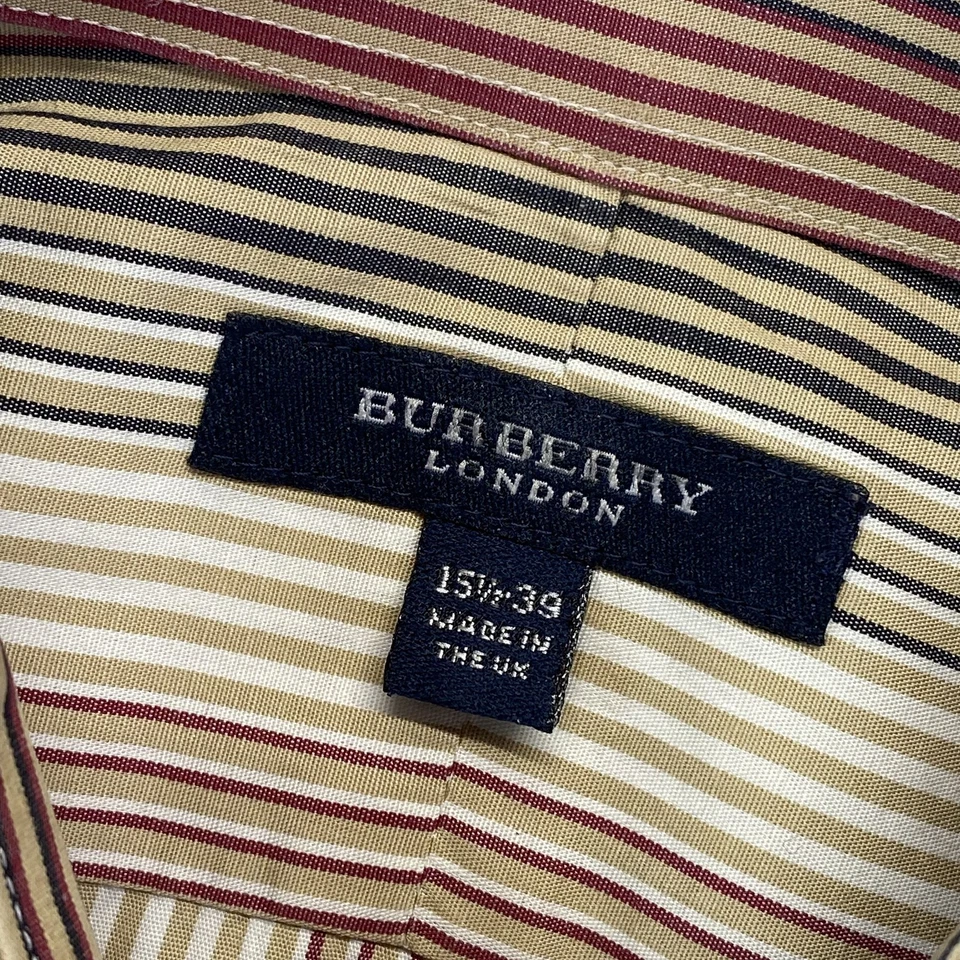 BURBERRY
LONDON
15½-39
MADE IN
THE UK